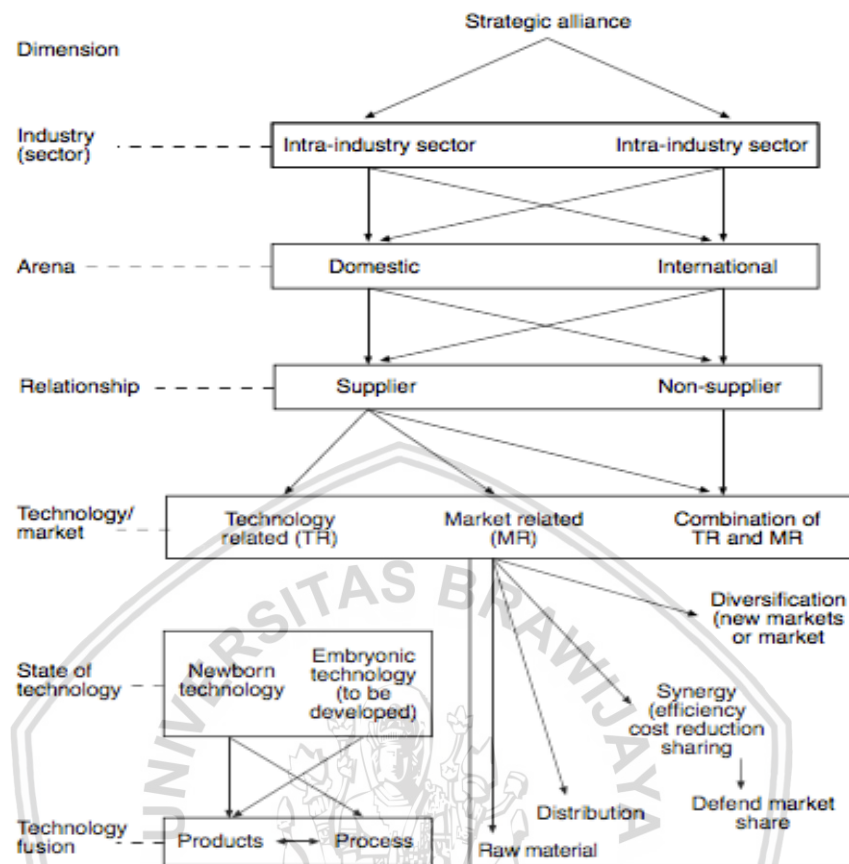 Strategic alliance
Dimension
Industry
(sector)
Intra-industry sector
Intra-industry sector
Arena
Domestic
International
Relationship
Supplier
Non-supplier
Technology/
market
Technology
related (TR)
Market related
(MR)
Combination of
TR and MR
Diversification
(new markets
or market
State of
technology
Newborn
technology
Embryonic
technology
(to be
developed)
Synergy
(efficiency
cost reduction
sharing
Defend market
share
Distribution
Raw material
Technology
fusion
Products
Process
UNIVERSITAS BRAWIJAYA